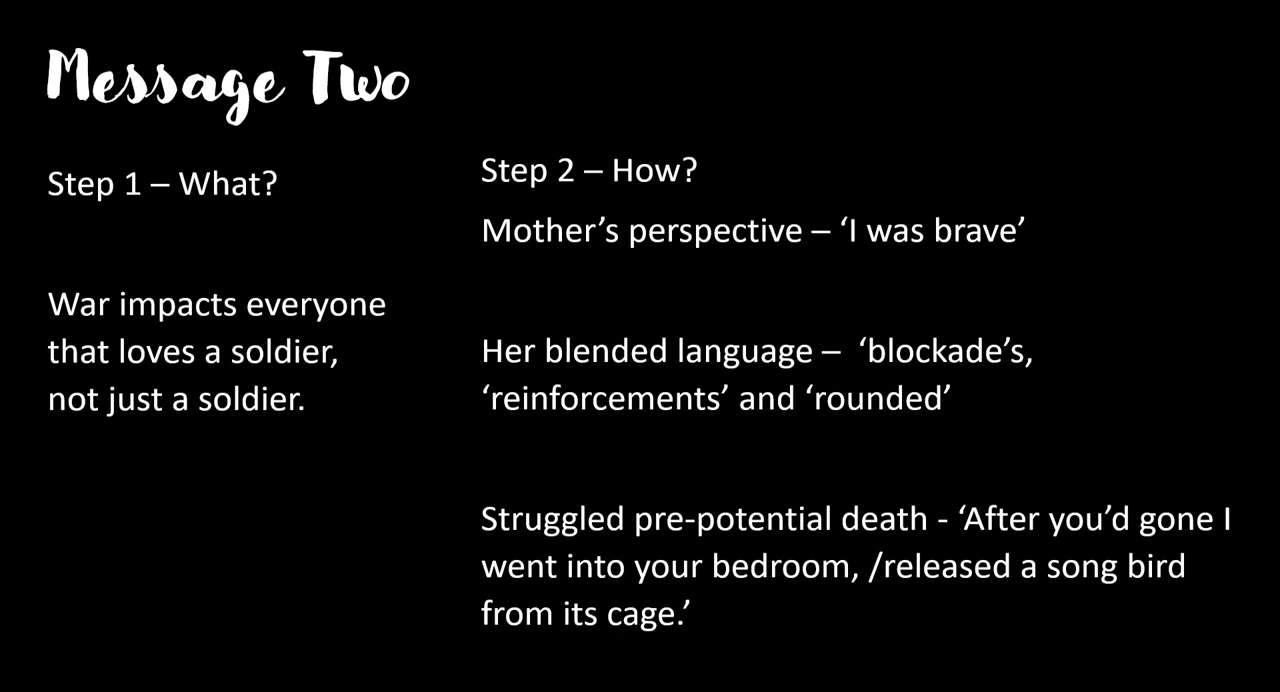 Message Two
Step 1 – What?
War impacts everyone
that loves a soldier,
not just a soldier.
Step 2 – How?
Mother’s perspective – ‘I was brave’
Her blended language –  ‘blockade’s,
‘reinforcements’ and ‘rounded’
Struggled pre-potential death - ‘After you’d gone I
went into your bedroom, /released a song bird
from its cage.’